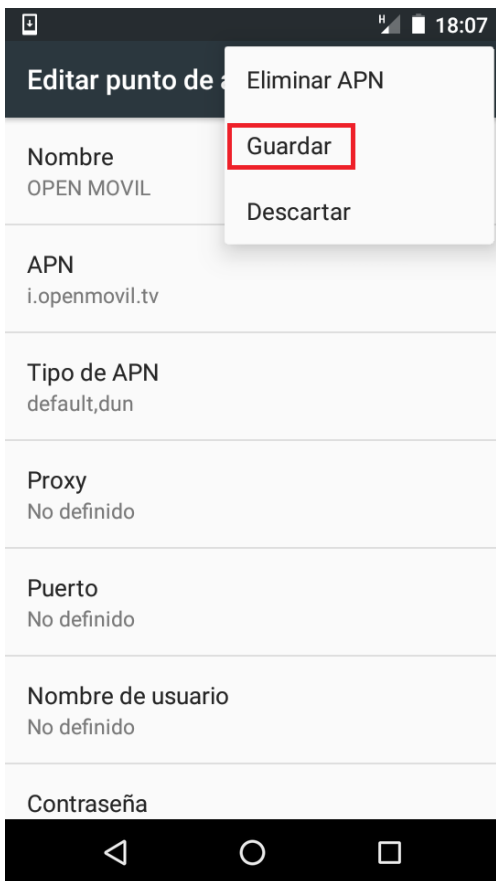 H 18:07
Editar punto de
Eliminar APN
Guardar
Descartar
Nombre
OPEN MOVIL
APN
i.openmovil.tv
Tipo de APN
default,dun
Proxy
No definido
Puerto
No definido
Nombre de usuario
No definido
Contraseña